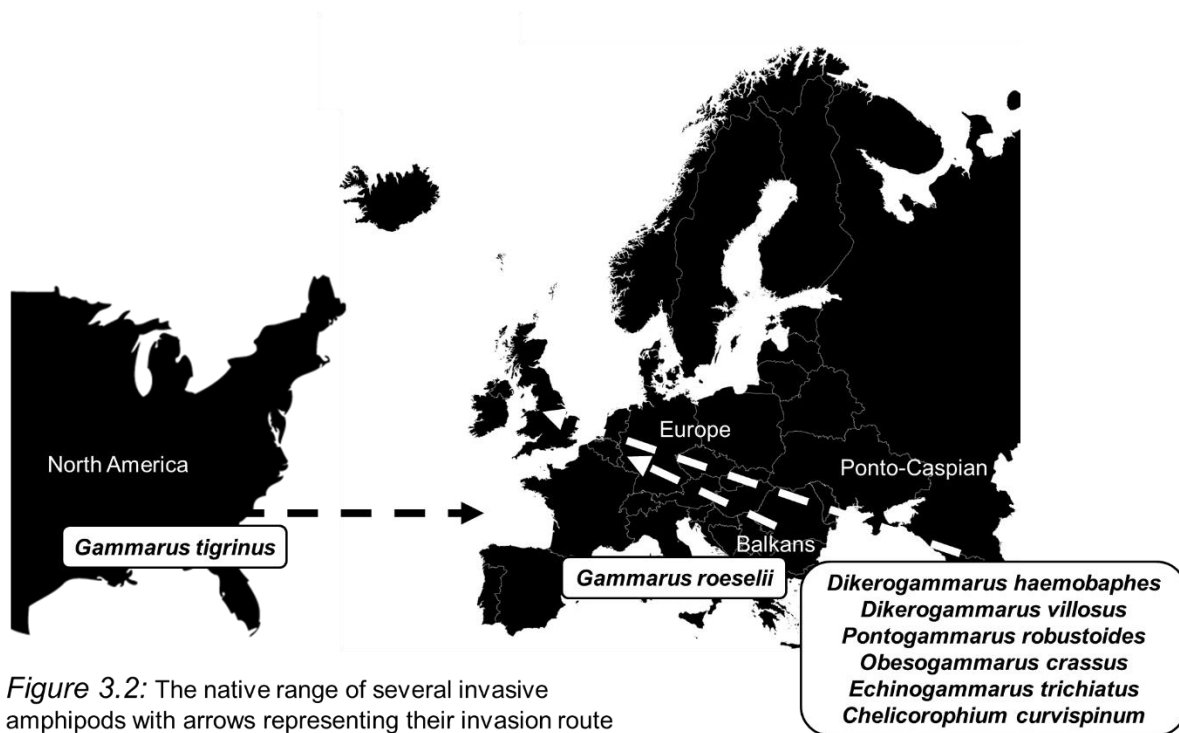 North America
Gammarus tigrinus
Europe
Ponto-Caspian
Balkans
Gammarus roeselii
Dikerogammarus haemobaphes
Dikerogammarus villosus
Pontogammarus robustoides
Obesogammarus crassus
Echinogammarus trichiatus
Chelicorophium curvispinum
Figure 3.2: The native range of several invasive
amphipods with arrows representing their invasion route